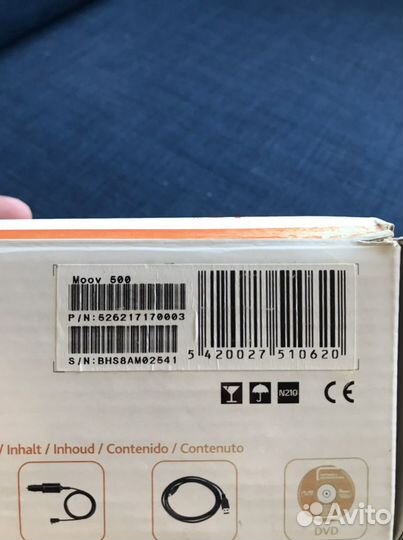 Moov 500
P/N:526217170003
S/N:BHS8AM02541
5 420027 510620
N210
CE
/ Inhalt / Inhoud / Contenido / Contenuto
DVD
Avito